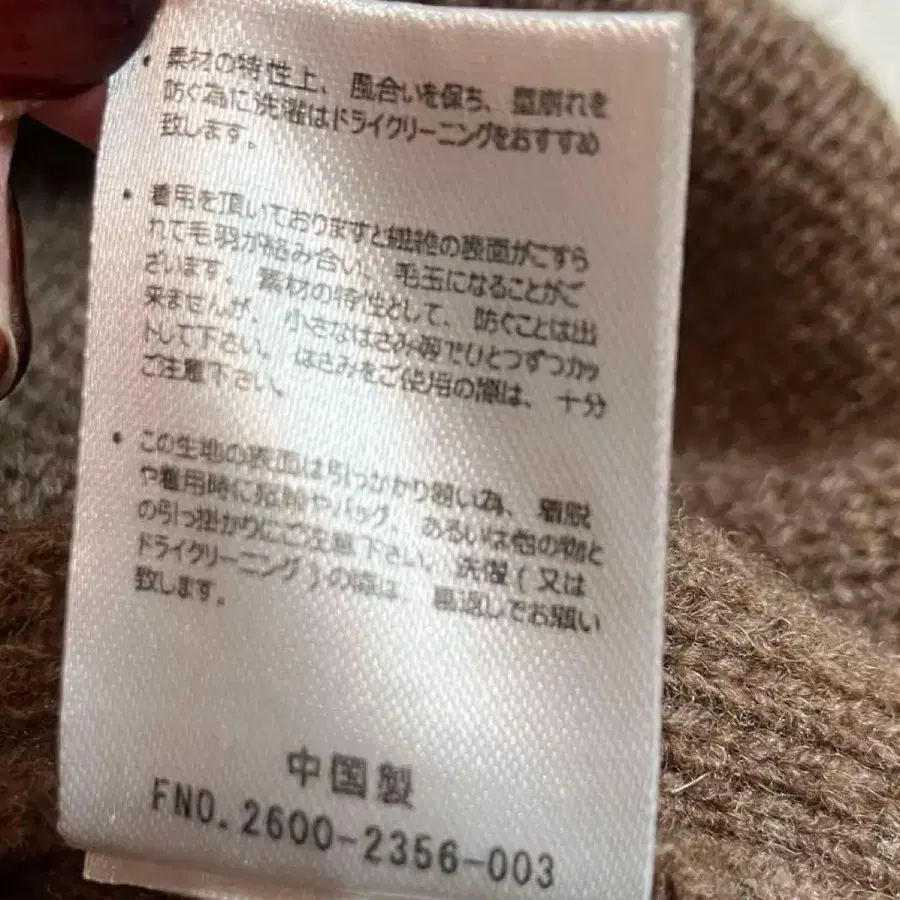 ・素材の特性上、風合いを保ち、型崩れを
防ぐ為に洗濯はドライクリーニングをおすすめ
致します。
・着用を頂いておりますと繊維の表面がこすら
れて毛羽が絡み合い、毛玉になることがご
ざいます。素材の特性として、防ぐことは出
来ませんが、小さなはさみ等でひとつずつカッ
トして下さい。はさみをご使用の際は、十分
ご注意下さい。
・この生地の表面は引っかかり易い為、着脱
や着用時に装飾やバッグ、あるいは他の物と
の引っ掛かりにご注意下さい。洗濯(又は
ドライクリーニング)の際は、裏返しでお願い
致します。
中国製
FNO.2600-2356-003